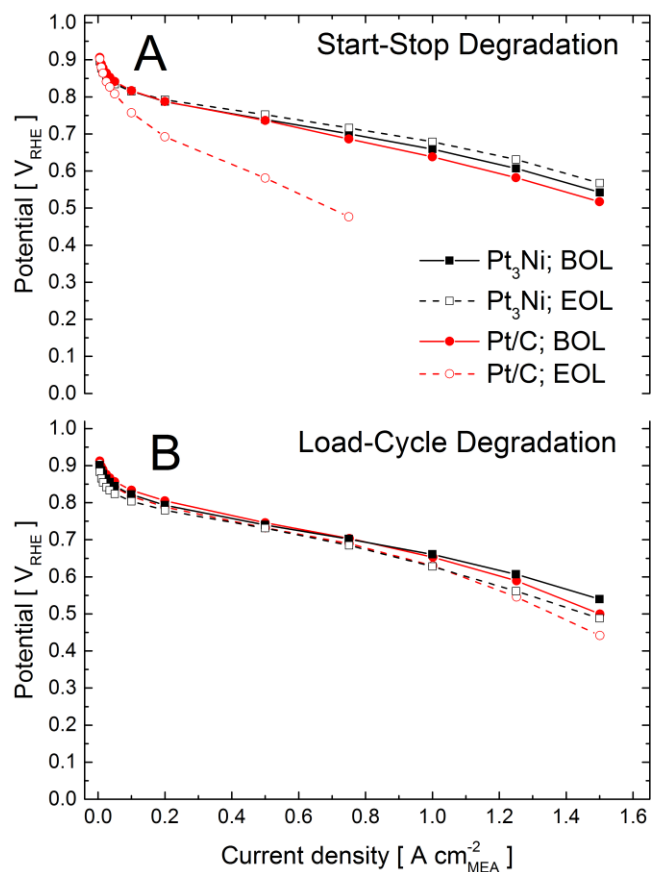 A
Start-Stop Degradation
1.0
0.9
0.8
0.7
0.6
0.5
0.4
0.3
0.2
0.1
0.0
Potential [ V_RHE ]
Pt₃Ni; BOL
Pt₃Ni; EOL
Pt/C; BOL
Pt/C; EOL
B
Load-Cycle Degradation
1.0
0.9
0.8
0.7
0.6
0.5
0.4
0.3
0.2
0.1
0.0
Potential [ V_RHE ]
0.0 0.2 0.4 0.6 0.8 1.0 1.2 1.4 1.6
Current density [ A cm⁻²_MEA ]